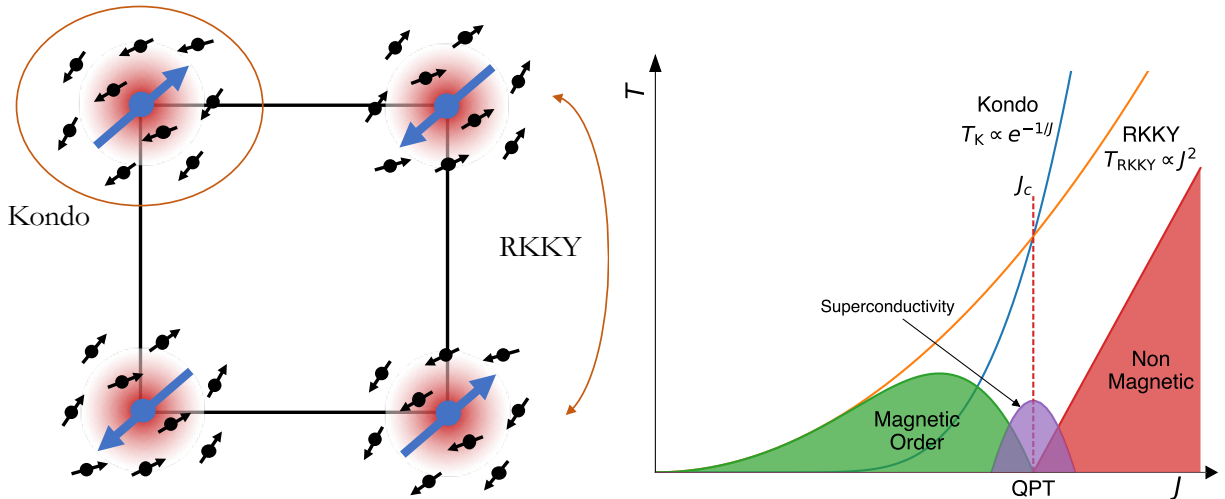 Kondo
RKKY
T
Kondo
T_K ∝ e^{-1/J}
RKKY
T_RKKY ∝ J^2
J_c
Superconductivity
Non
Magnetic
Magnetic
Order
QPT
J